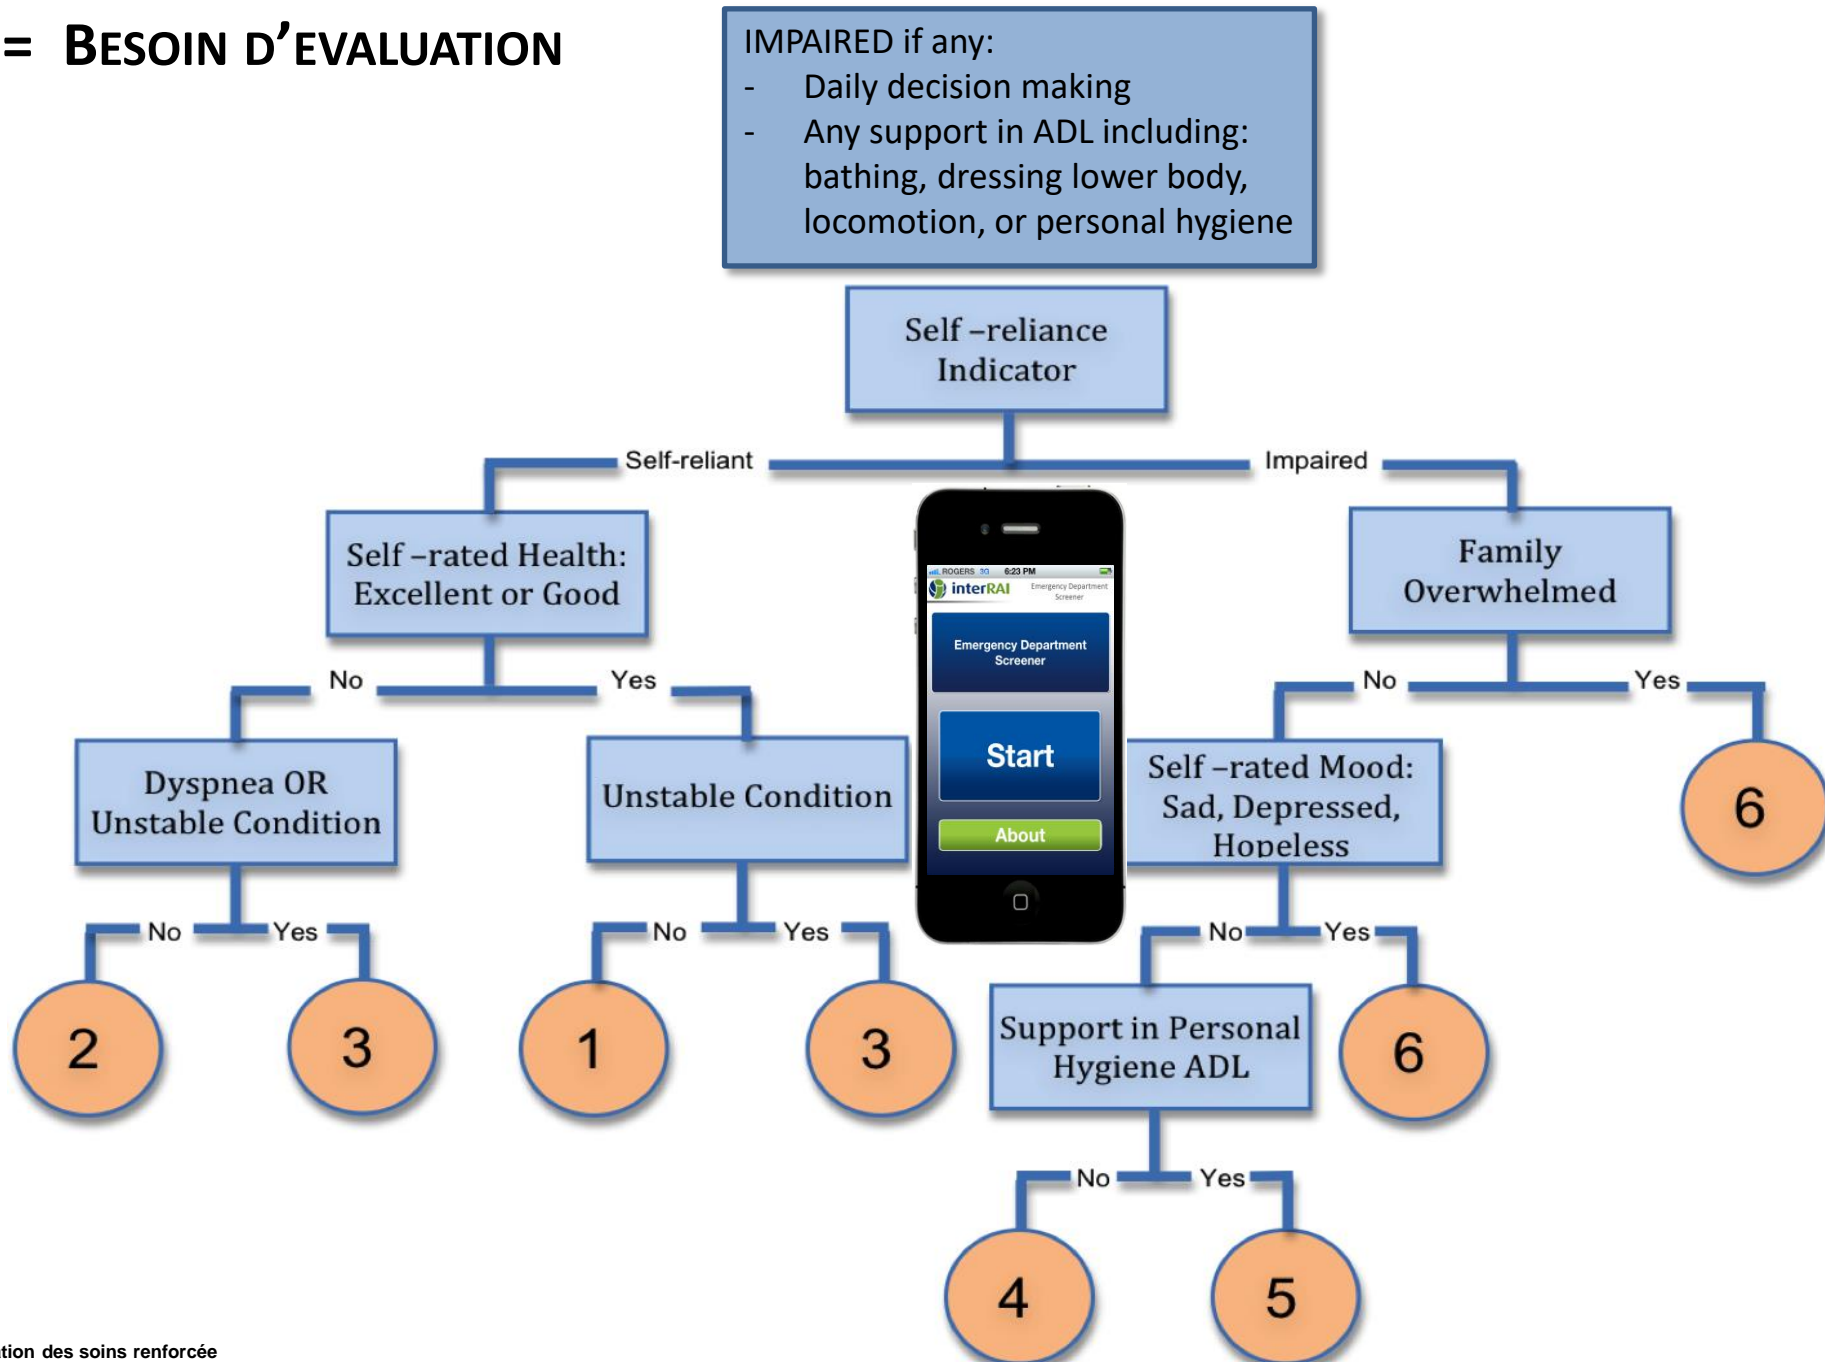 = BESOIN D'EVALUATION
IMPAIRED if any:
- Daily decision making
- Any support in ADL including:
bathing, dressing lower body,
locomotion, or personal hygiene
Self –reliance
Indicator
Self-reliant
Impaired
Self –rated Health:
Excellent or Good
Family
Overwhelmed
ROGERS 3G 6:23 PM
interRAI
Emergency Department
Screener
Emergency Department
Screener
Start
About
No
Yes
No
Yes
Dyspnea OR
Unstable Condition
Unstable Condition
Self –rated Mood:
Sad, Depressed,
Hopeless
6
No
Yes
No
Yes
No
Yes
2
3
1
3
Support in Personal
Hygiene ADL
6
No
Yes
4
5
des soins renforcée